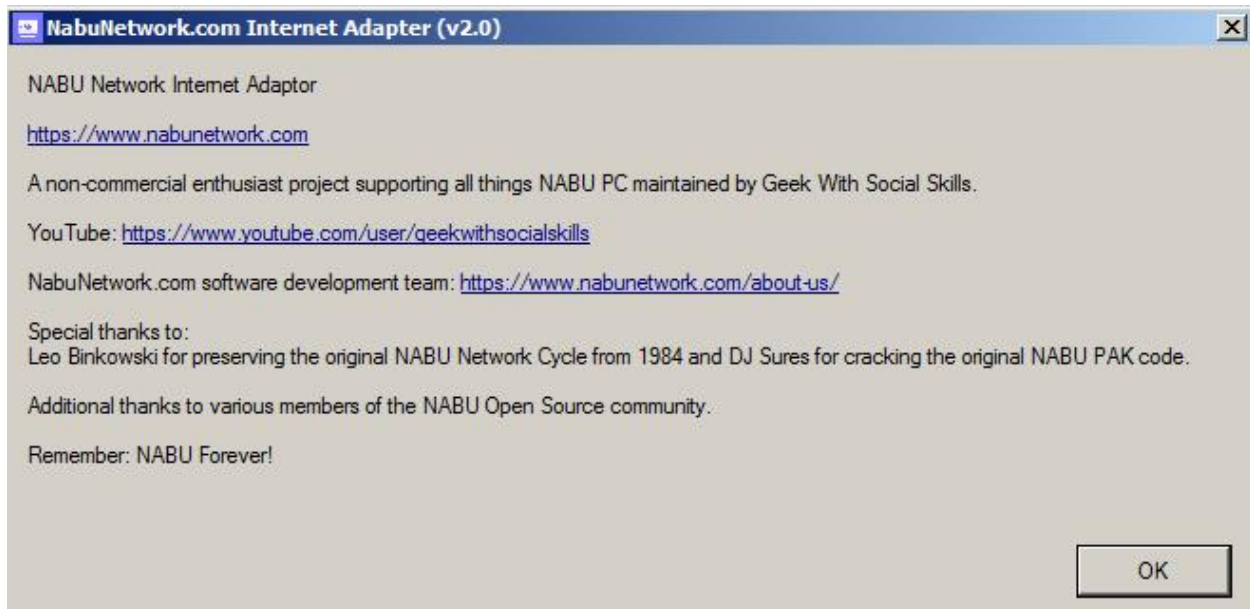 NabuNetwork.com Internet Adapter (v2.0)
NABU Network Internet Adaptor
https://www.nabunetwork.com
A non-commercial enthusiast project supporting all things NABU PC maintained by Geek With Social Skills.
YouTube: https://www.youtube.com/user/geekwithsocialskills
NabuNetwork.com software development team: https://www.nabunetwork.com/about-us/
Special thanks to:
Leo Binkowski for preserving the original NABU Network Cycle from 1984 and DJ Sures for cracking the original NABU PAK code.
Additional thanks to various members of the NABU Open Source community.
Remember: NABU Forever!
OK